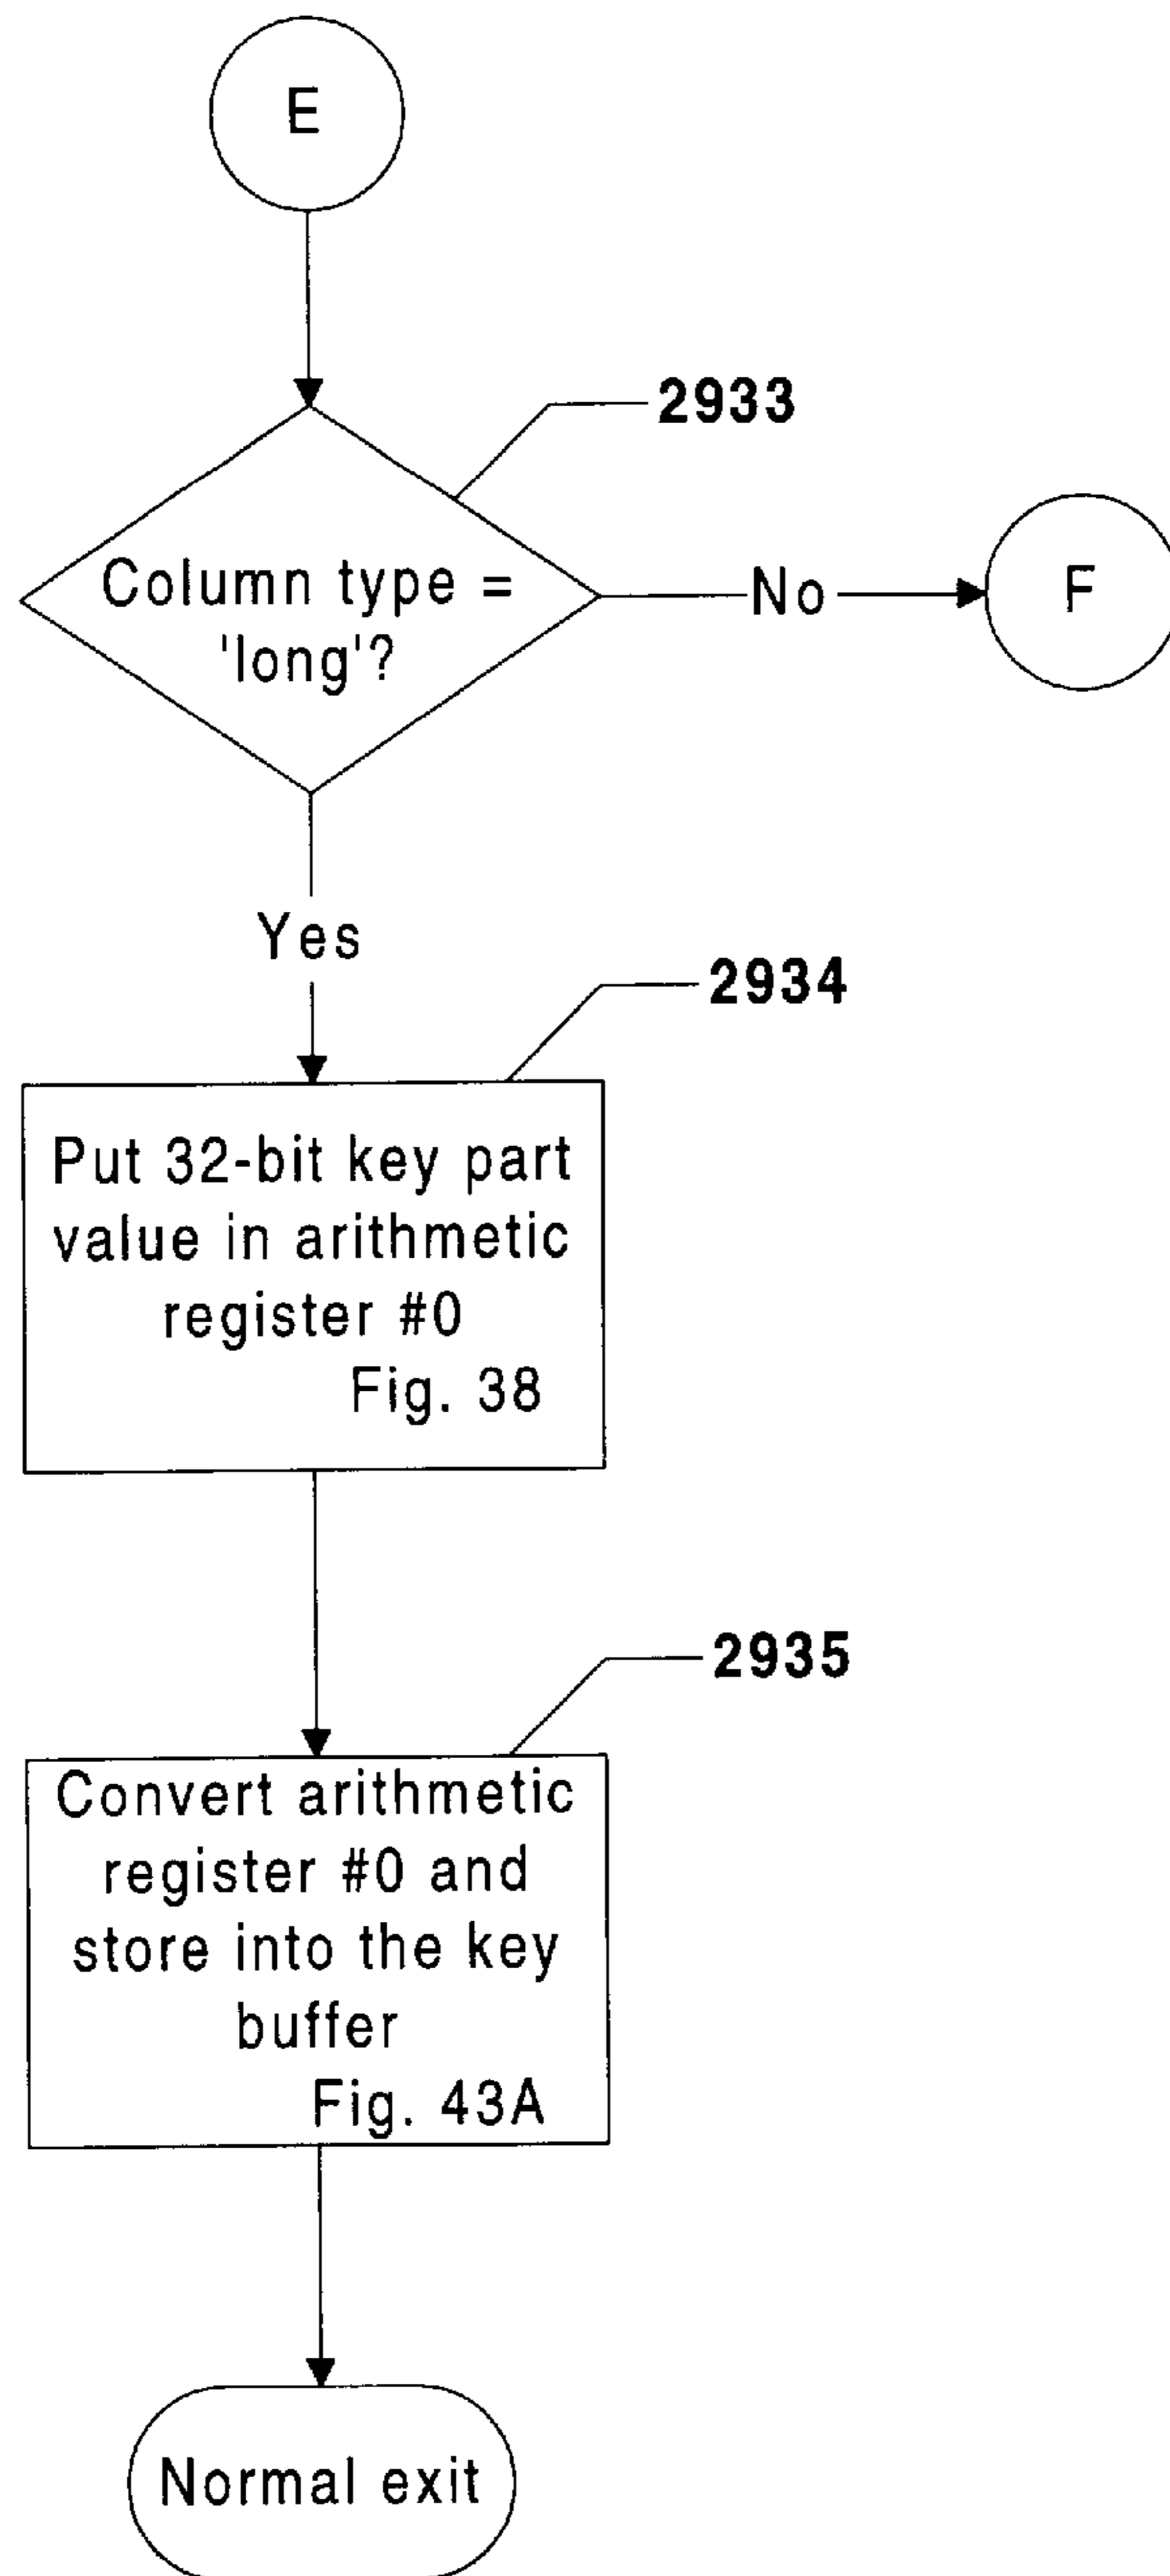 E
2933
Column type =
'long'?
No
F
Yes
2934
Put 32-bit key part
value in arithmetic
register #0
Fig. 38
2935
Convert arithmetic
register #0 and
store into the key
buffer
Fig. 43A
Normal exit